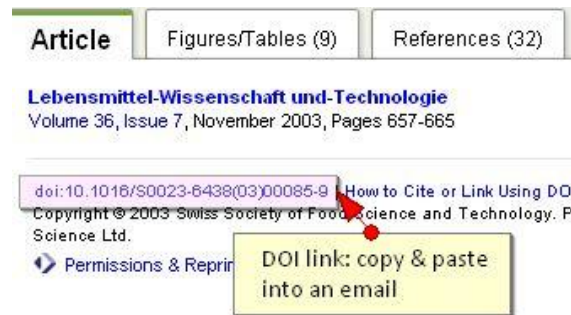 Article Figures/Tables (9) References (32)
Lebensmittel-Wissenschaft und-Technologie
Volume 36, Issue 7, November 2003, Pages 657-665
doi:10.1016/S0023-6438(03)00085-9 How to Cite or Link Using DO
Copyright © 2003 Swiss Society of Food Science and Technology. P
Science Ltd.
Permissions & Reprin
DOI link: copy & paste
into an email